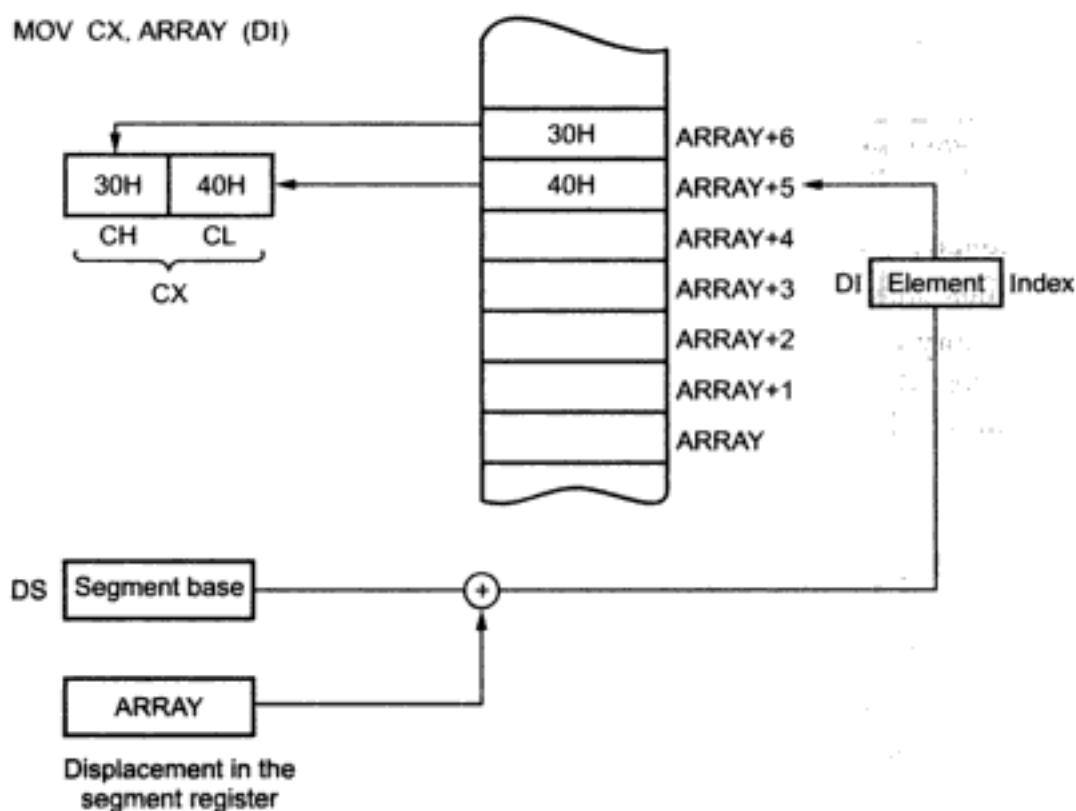 MOV CX, ARRAY (DI)
30H ARRAY+6
30H 40H
40H ARRAY+5
CH CL
ARRAY+4
CX
ARRAY+3
DI Element Index
ARRAY+2
ARRAY+1
ARRAY
DS Segment base
+
ARRAY
Displacement in the
segment register